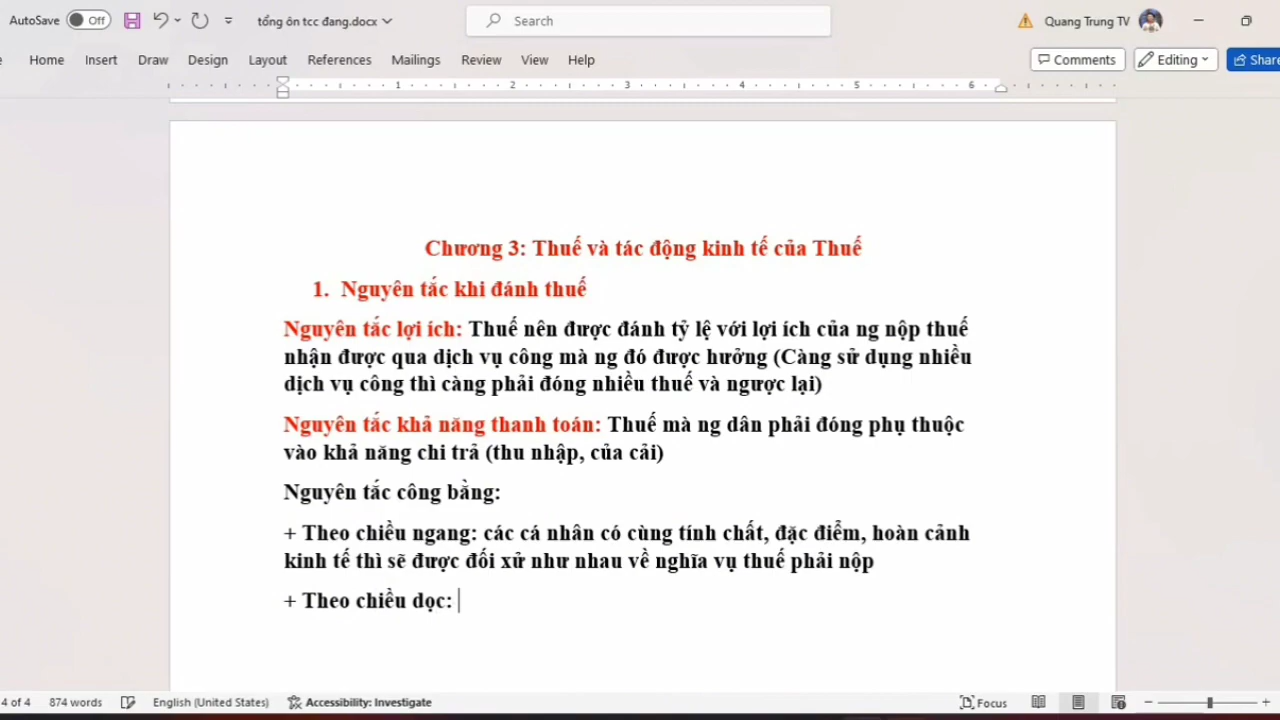 AutoSave Off tổng ôn tcc đang.docx Search Quang Trung TV
Home Insert Draw Design Layout References Mailings Review View Help Comments Editing Share
1 2 3 4 5 6
Chương 3: Thuế và tác động kinh tế của Thuế
1. Nguyên tắc khi đánh thuế
Nguyên tắc lợi ích: Thuế nên được đánh tỷ lệ với lợi ích của ng nộp thuế
nhận được qua dịch vụ công mà ng đó được hưởng (Càng sử dụng nhiều
dịch vụ công thì càng phải đóng nhiều thuế và ngược lại)
Nguyên tắc khả năng thanh toán: Thuế mà ng dân phải đóng phụ thuộc
vào khả năng chi trả (thu nhập, của cải)
Nguyên tắc công bằng:
+ Theo chiều ngang: các cá nhân có cùng tính chất, đặc điểm, hoàn cảnh
kinh tế thì sẽ được đối xử như nhau về nghĩa vụ thuế phải nộp
+ Theo chiều dọc:
4 of 4 874 words English (United States) Accessibility: Investigate Focus